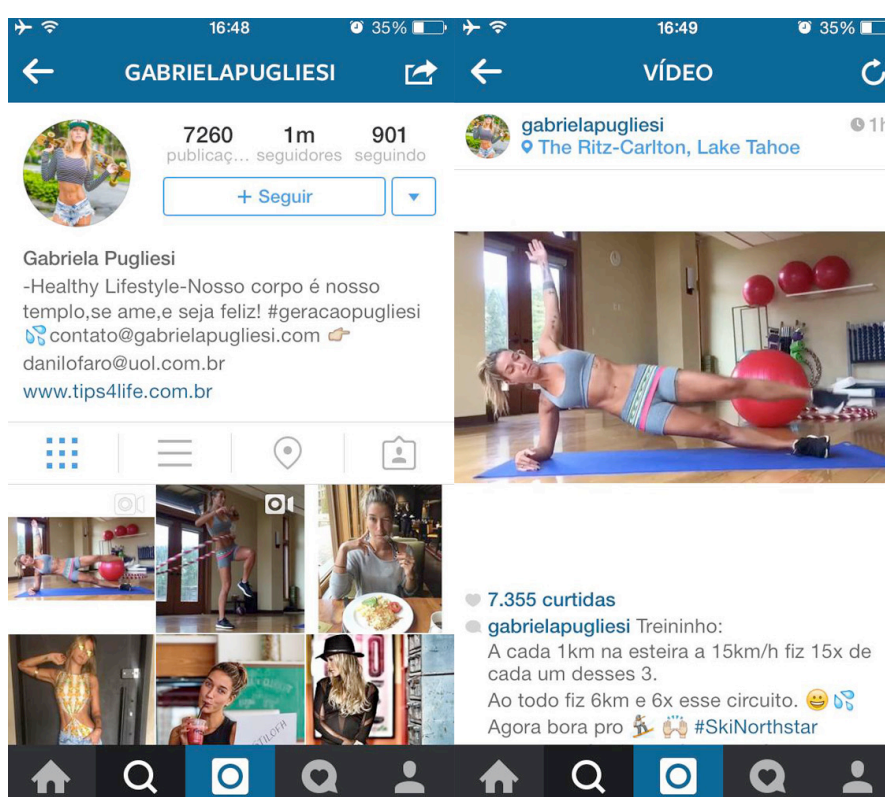 16:48
35%
GABRIELAPUGLIESI
7260
1m
901
publicaç...
seguidores
seguindo
+ Seguir
Gabriela Pugliesi
-Healthy Lifestyle-Nosso corpo é nosso
templo,se ame,e seja feliz! #geracaopugliesi
💦contato@gabrielapugliesi.com 👉
danilofaro@uol.com.br
www.tips4life.com.br
16:49
35%
VÍDEO
gabrielapugliesi
1h
The Ritz-Carlton, Lake Tahoe
7.355 curtidas
gabrielapugliesi Treininho:
A cada 1km na esteira a 15km/h fiz 15x de
cada um desses 3.
Ao todo fiz 6km e 6x esse circuito. 😀💦
Agora bora pro 🏂 🙌 #SkiNorthstar